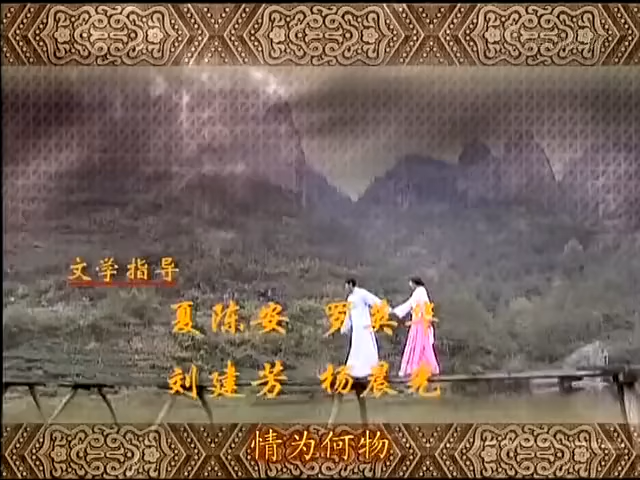 文学指导
夏陈安 罗英华
刘建芳 杨晨光
情为何物